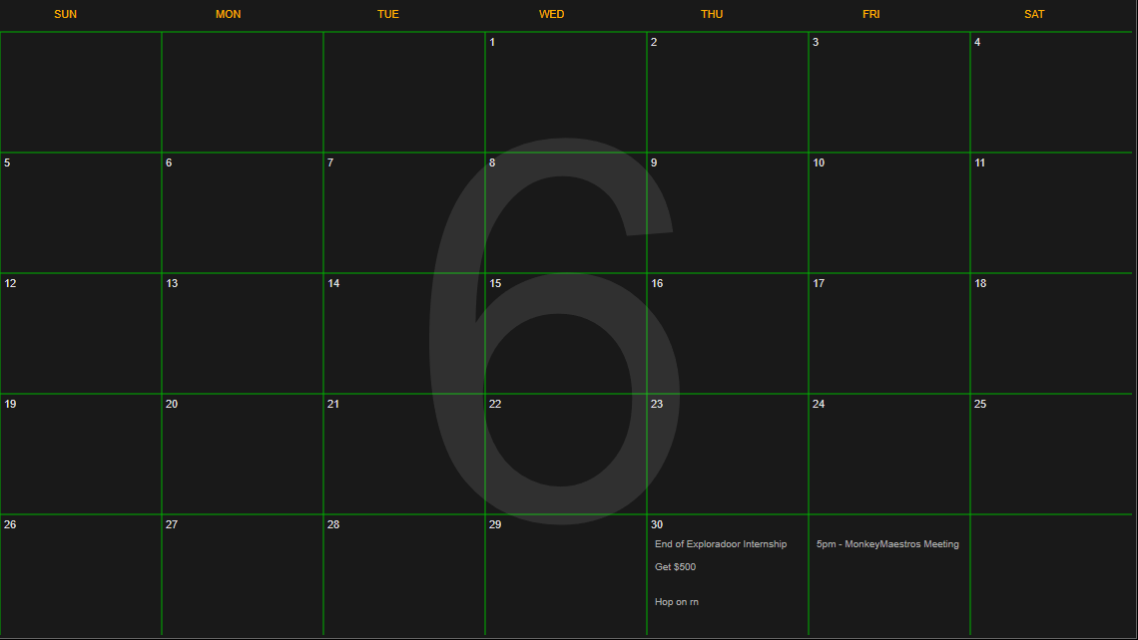 SUN MON TUE WED THU FRI SAT
1 2 3 4
5 6 7 8 9 10 11
12 13 14 15 16 17 18
19 20 21 22 23 24 25
26 27 28 29 30
6
End of Exploradoor Internship
5pm - MonkeyMaestros Meeting
Get $500
Hop on rn